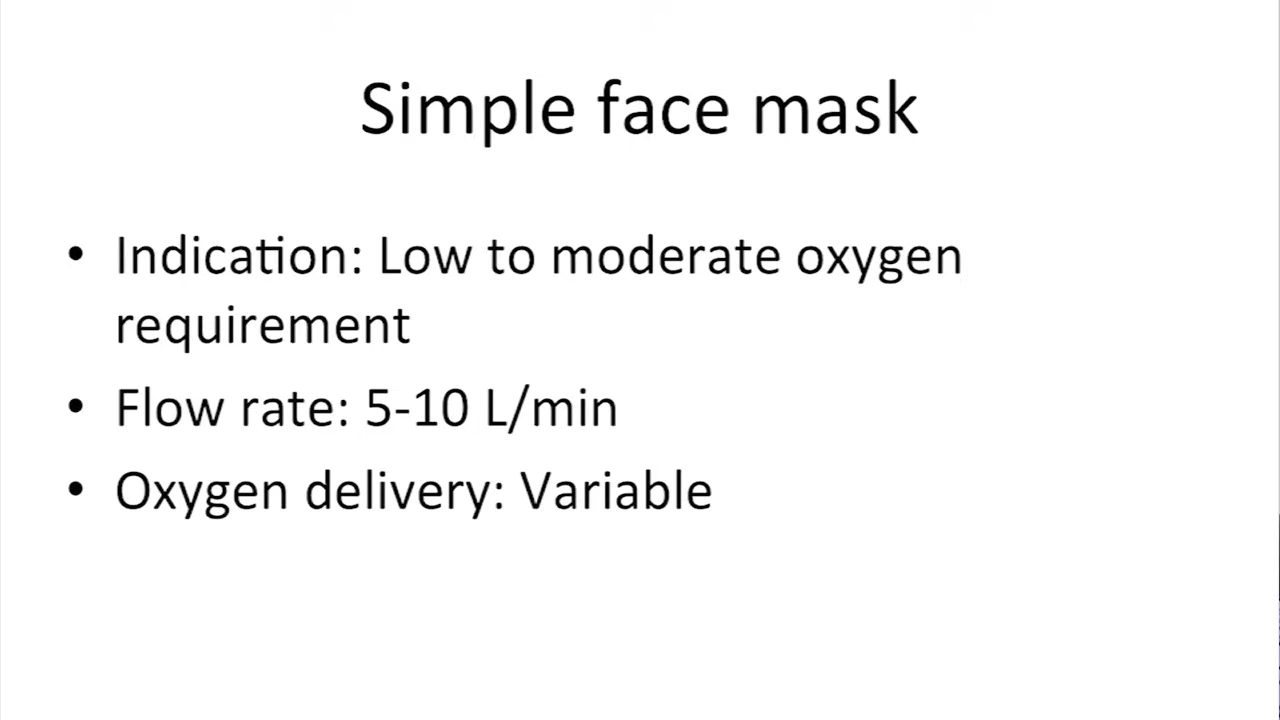 Simple face mask
• Indication: Low to moderate oxygen
requirement
• Flow rate: 5-10 L/min
• Oxygen delivery: Variable